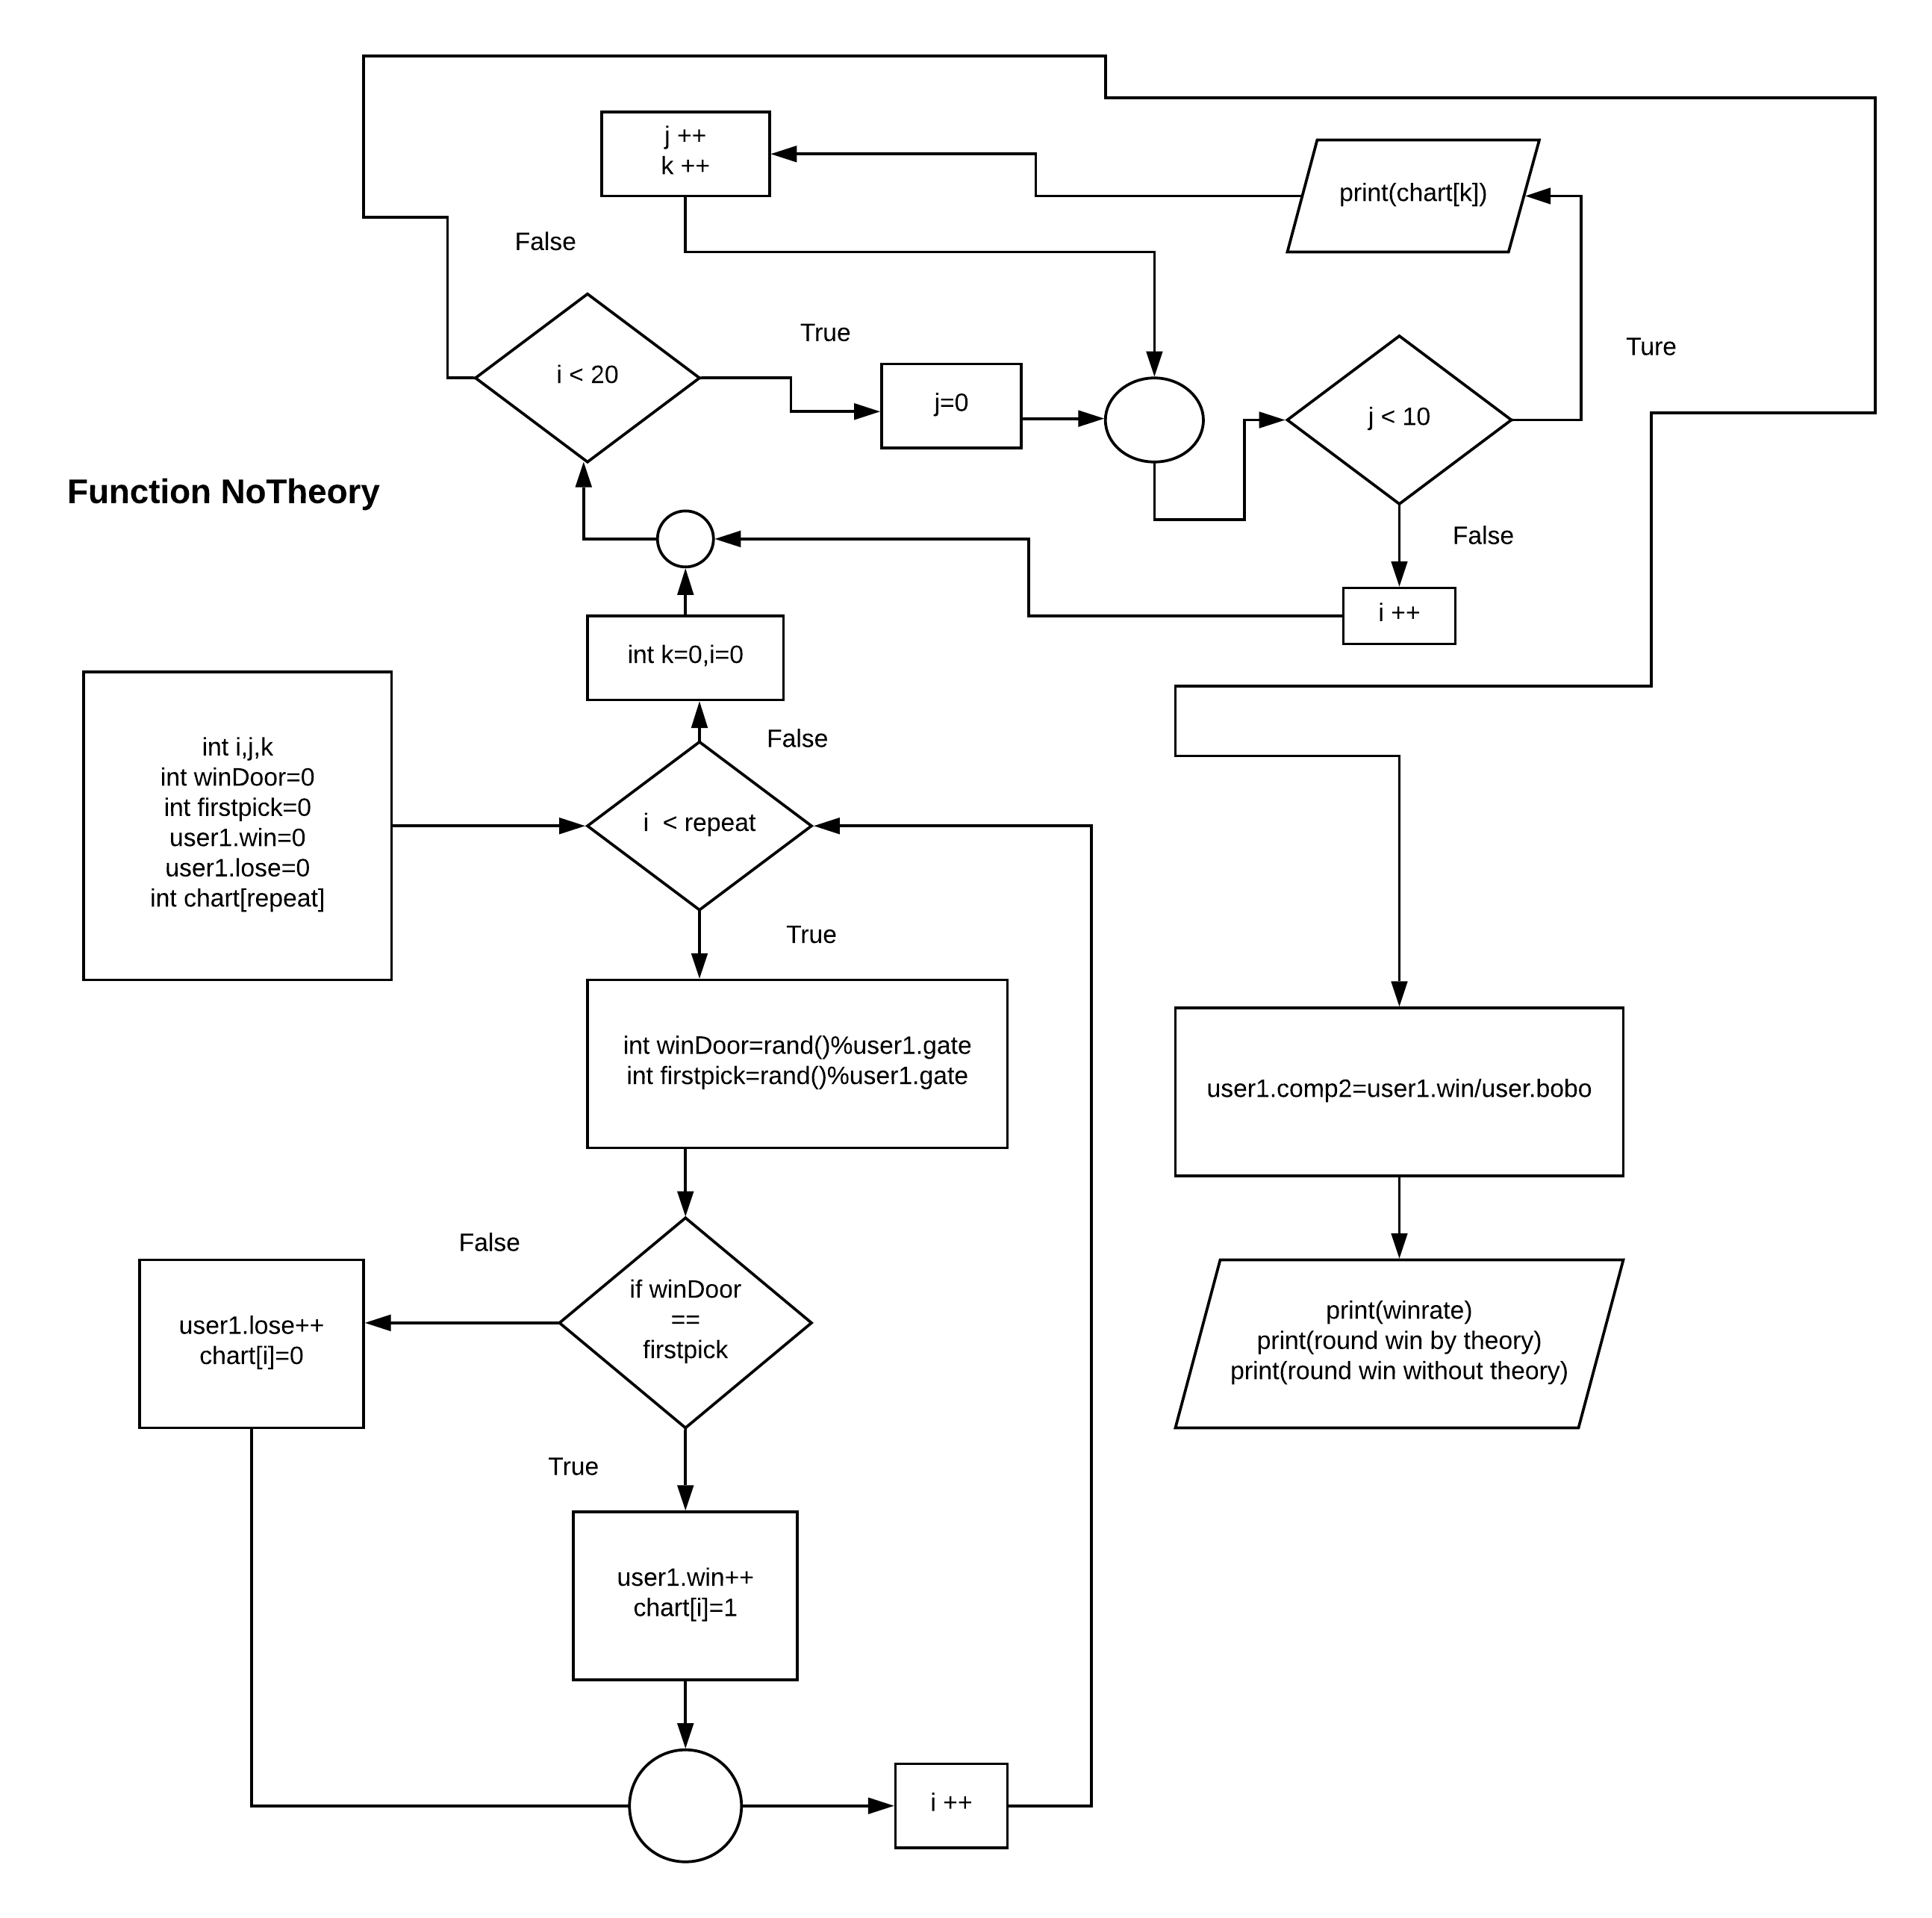 j ++
k ++
print(chart[k])
False
True
i < 20
j=0
j < 10
Ture
Function NoTheory
False
i ++
int k=0,i=0
False
int i,j,k
int winDoor=0
int firstpick=0
user1.win=0
user1.lose=0
int chart[repeat]
i  < repeat
True
int winDoor=rand()%user1.gate
int firstpick=rand()%user1.gate
user1.comp2=user1.win/user.bobo
False
if winDoor
==
firstpick
user1.lose++
chart[i]=0
print(winrate)
print(round win by theory)
print(round win without theory)
True
user1.win++
chart[i]=1
i ++